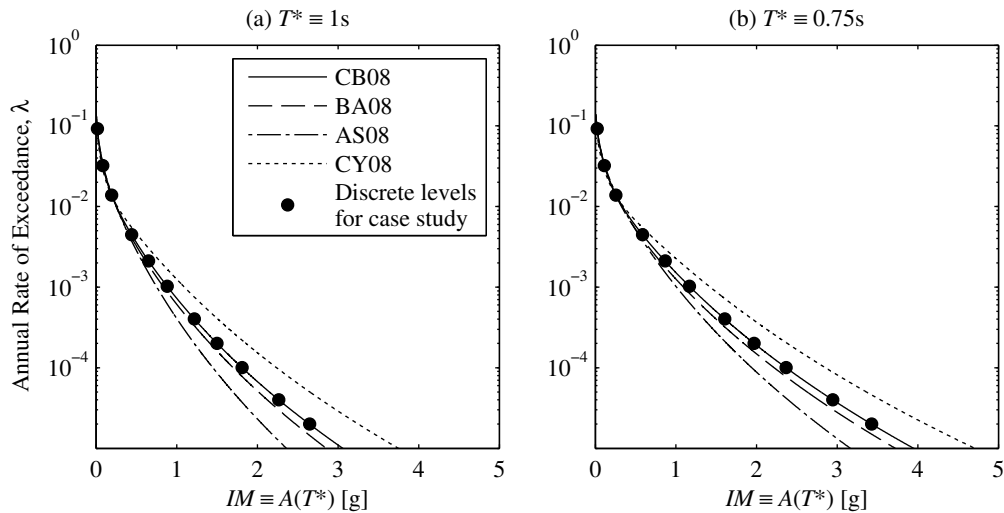 (a) T* ≡ 1s
(b) T* ≡ 0.75s
Annual Rate of Exceedance, λ
10^0
10^-1
10^-2
10^-3
10^-4
CB08
BA08
AS08
CY08
Discrete levels
for case study
0 1 2 3 4 5
IM ≡ A(T*) [g]
10^0
10^-1
10^-2
10^-3
10^-4
0 1 2 3 4 5
IM ≡ A(T*) [g]